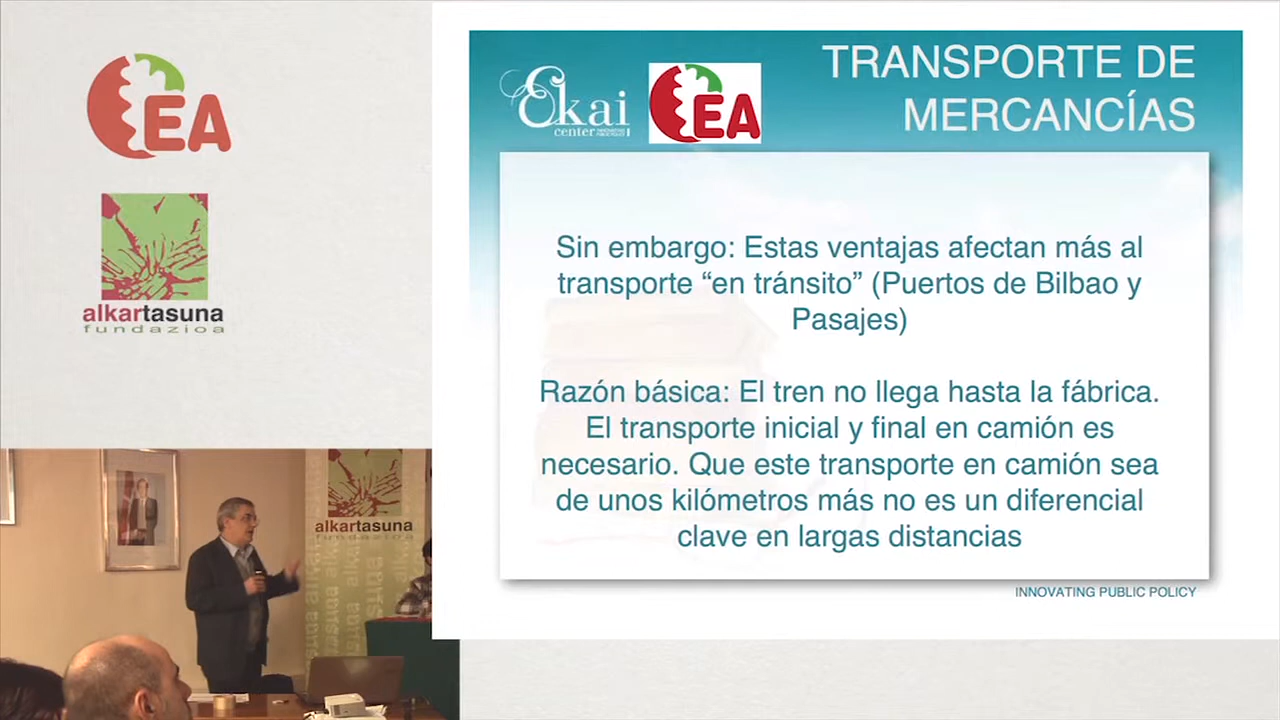 EA
alkartasuna
fundazioa
Ekai
center
EA
TRANSPORTE DE
MERCANCÍAS
Sin embargo: Estas ventajas afectan más al
transporte “en tránsito” (Puertos de Bilbao y
Pasajes)
Razón básica: El tren no llega hasta la fábrica.
El transporte inicial y final en camión es
necesario. Que este transporte en camión sea
de unos kilómetros más no es un diferencial
clave en largas distancias
INNOVATING PUBLIC POLICY
alkartasuna
fundazioa